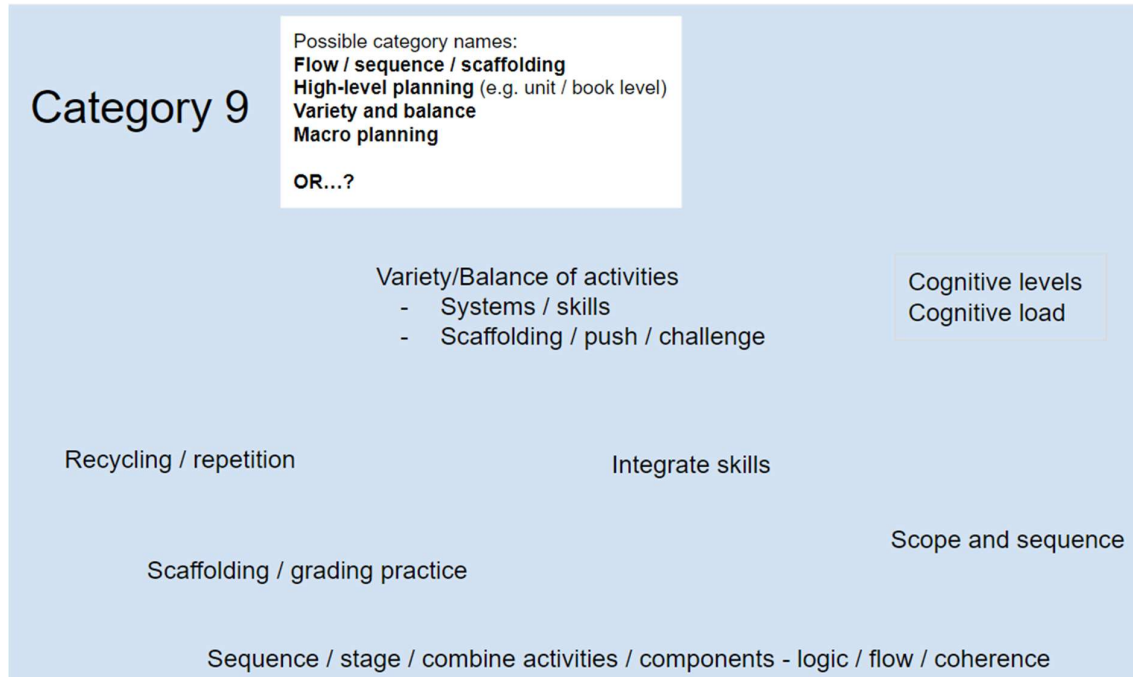 Category 9
Possible category names:
Flow / sequence / scaffolding
High-level planning (e.g. unit / book level)
Variety and balance
Macro planning
OR...?
Variety/Balance of activities
- Systems / skills
- Scaffolding / push / challenge
Cognitive levels
Cognitive load
Recycling / repetition
Integrate skills
Scope and sequence
Scaffolding / grading practice
Sequence / stage / combine activities / components - logic / flow / coherence